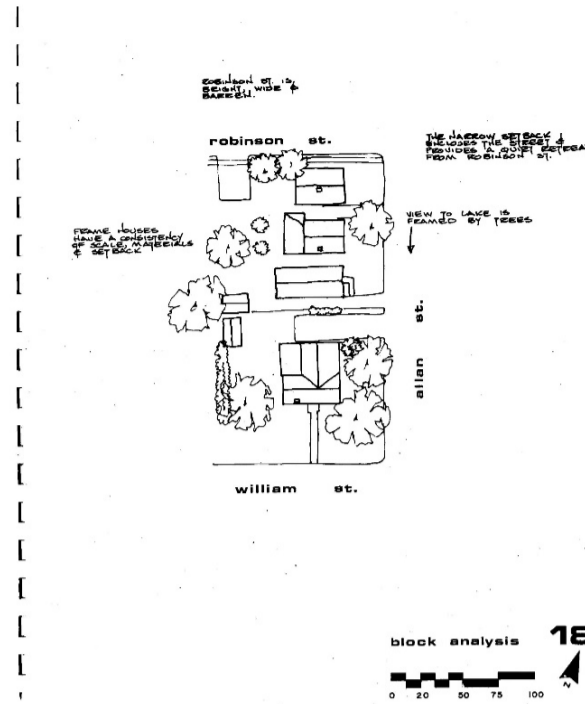 ROBINSON ST. IS
BRIGHT, WIDE &
BARREN.
robinson st.
THE NARROW SETBACK
ENCLOSES THE STREET &
PROVIDES A QUIET RETREA
FROM ROBINSON ST.
VIEW TO LAKE IS
FRAMED BY TREES
FRAME HOUSES
HAVE A CONSISTENCY
OF SCALE, MATERIALS
& SETBACK
allan st.
william st.
block analysis 18
0 20 50 75 100
N